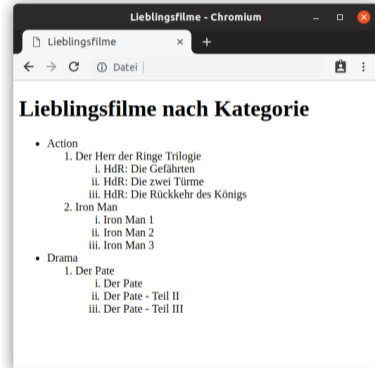 Lieblingsfilme - Chromium
Lieblingsfilme
Datei
Lieblingsfilme nach Kategorie
• Action
1. Der Herr der Ringe Trilogie
i. HdR: Die Gefährten
ii. HdR: Die zwei Türme
iii. HdR: Die Rückkehr des Königs
2. Iron Man
i. Iron Man 1
ii. Iron Man 2
iii. Iron Man 3
• Drama
1. Der Pate
i. Der Pate
ii. Der Pate - Teil II
iii. Der Pate - Teil III